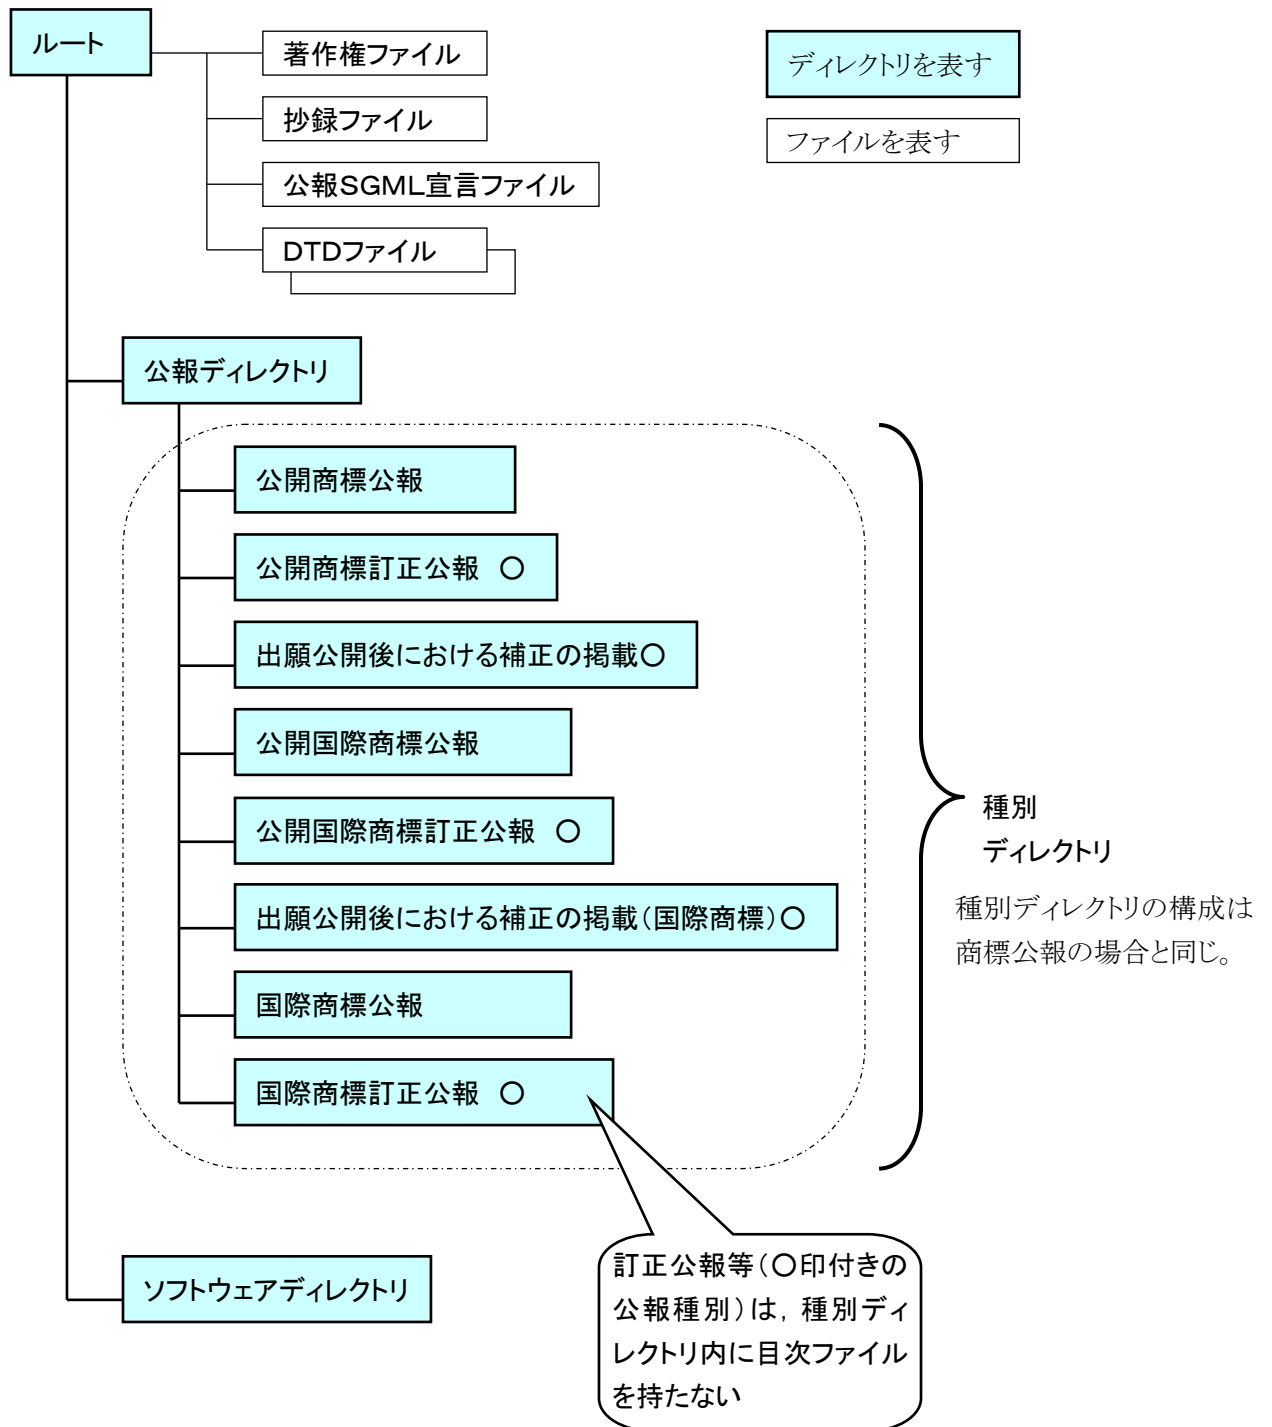 ルート
著作権ファイル
抄録ファイル
公報SGML宣言ファイル
DTDファイル
ディレクトリを表す
ファイルを表す
公報ディレクトリ
公開商標公報
公開商標訂正公報　○
出願公開後における補正の掲載○
公開国際商標公報
公開国際商標訂正公報　○
出願公開後における補正の掲載(国際商標)○
国際商標公報
国際商標訂正公報　○
種別
ディレクトリ
種別ディレクトリの構成は
商標公報の場合と同じ。
ソフトウェアディレクトリ
訂正公報等(○印付きの
公報種別)は，種別ディ
レクトリ内に目次ファイル
を持たない